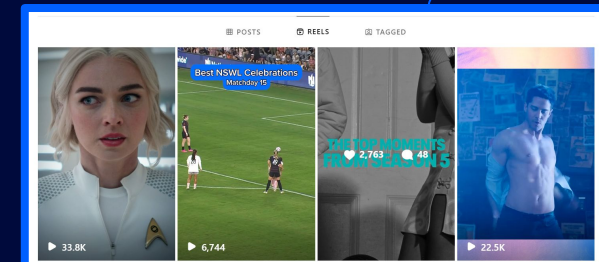 POSTS
REELS
TAGGED
Best NSWL Celebrations
Matchday 15
THE TOP MOMENTS
FROM SEASON 5
2,763
48
33.8K
6,744
22.5K